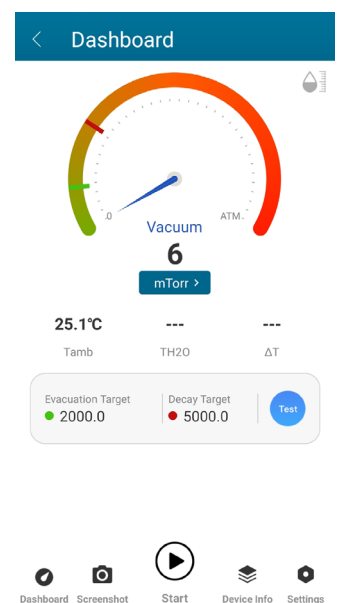 Dashboard
0
ATM
Vacuum
6
mTorr >
25.1℃
---
---
Tamb
TH2O
ΔT
Evacuation Target
2000.0
Decay Target
5000.0
Test
Dashboard
Screenshot
Start
Device Info
Settings